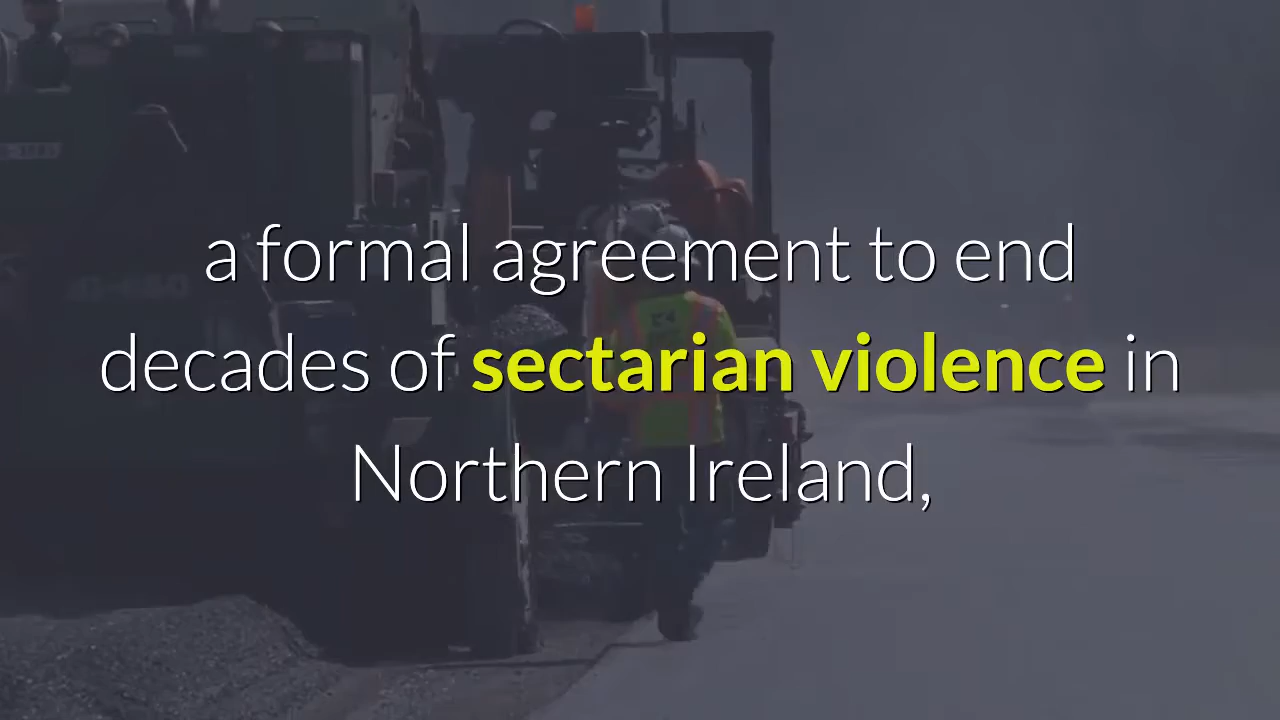 a formal agreement to end
decades of sectarian violence in
Northern Ireland,